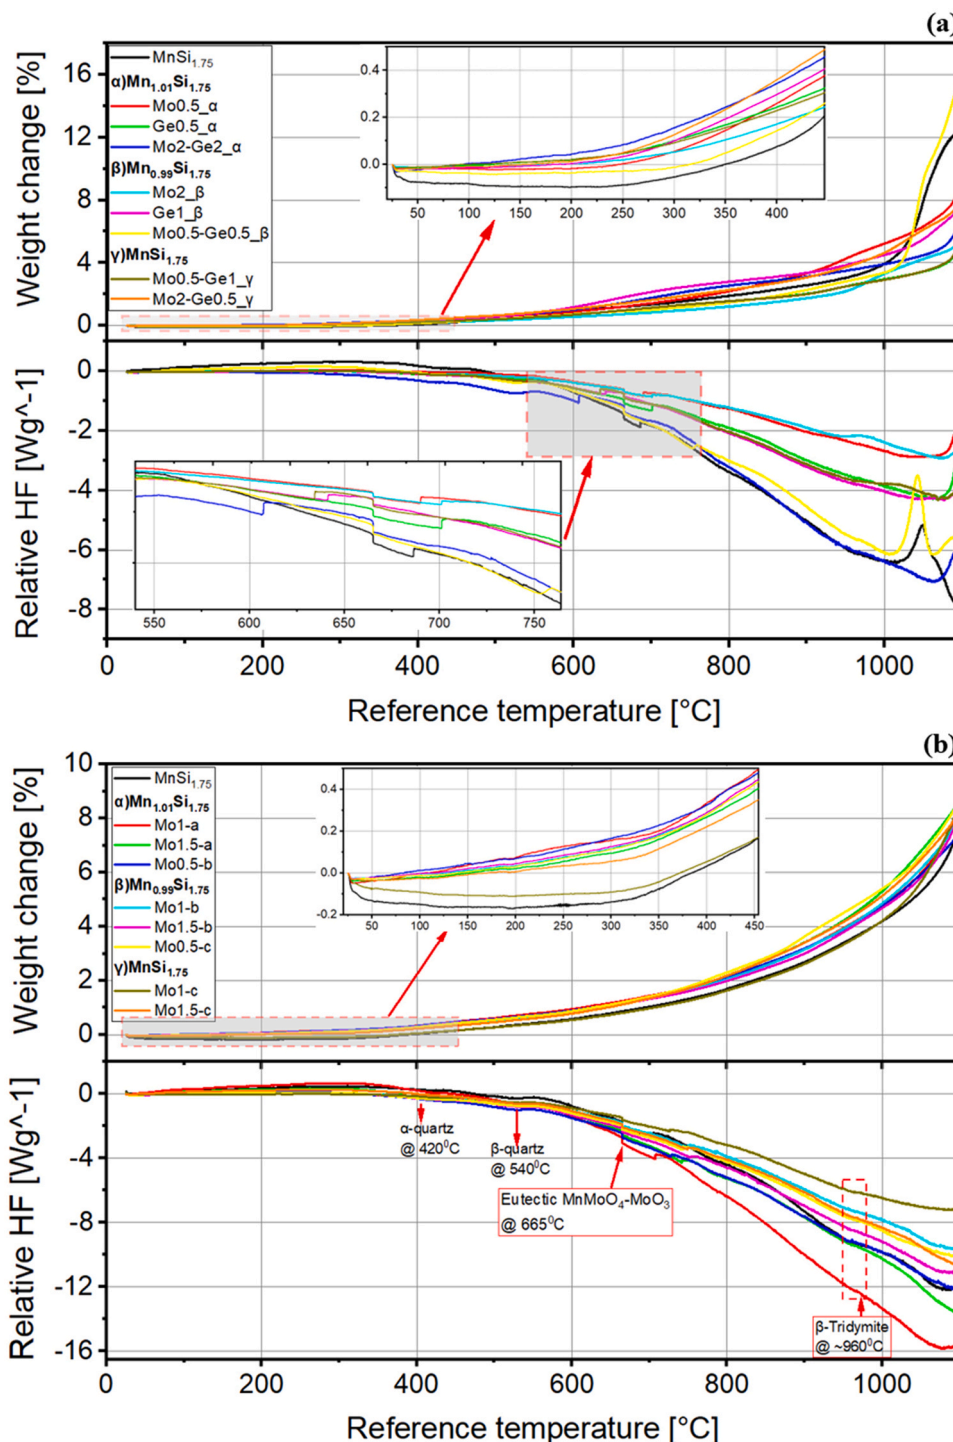 (a)
Weight change [%]
16
12
8
4
0
MnSi1.75
α)Mn1.01Si1.75
Mo0.5_α
Ge0.5_α
Mo2-Ge2_α
β)Mn0.99Si1.75
Mo2_β
Ge1_β
Mo0.5-Ge0.5_β
γ)MnSi1.75
Mo0.5-Ge1_γ
Mo2-Ge0.5_γ
0.4
0.2
0.0
50 100 150 200 250 300 350 400
Relative HF [Wg^-1]
0
-2
-4
-6
-8
550 600 650 700 750
0 200 400 600 800 1000
Reference temperature [°C]
(b)
Weight change [%]
10
8
6
4
2
0
MnSi1.75
α)Mn1.01Si1.75
Mo1-a
Mo1.5-a
Mo0.5-b
β)Mn0.99Si1.75
Mo1-b
Mo1.5-b
Mo0.5-c
γ)MnSi1.75
Mo1-c
Mo1.5-c
0.4
0.2
0.0
-0.2
50 100 150 200 250 300 350 400 450
Relative HF [Wg^-1]
0
-4
-8
-12
-16
α-quartz
@ 420⁰C
β-quartz
@ 540⁰C
Eutectic MnMoO4-MoO3
@ 665⁰C
β-Tridymite
@ ~960⁰C
0 200 400 600 800 1000
Reference temperature [°C]